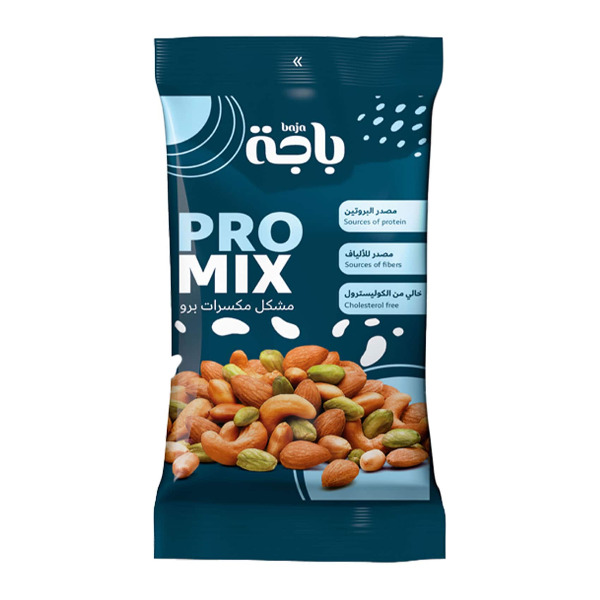 «
baja
باجة
PRO
MIX
مشكل مكسرات برو
مصدر البروتين
Sources of protein
مصدر للألياف
Sources of fibers
خالي من الكوليسترول
Cholesterol free